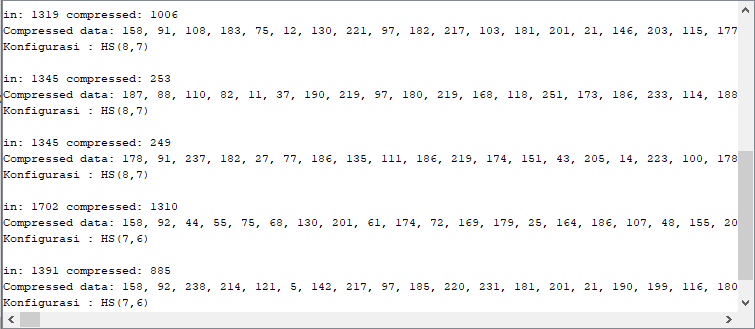 in: 1319 compressed: 1006
Compressed data: 158, 91, 108, 183, 75, 12, 130, 221, 97, 182, 217, 103, 181, 201, 21, 146, 203, 115, 177
Konfigurasi : HS(8,7)
in: 1345 compressed: 253
Compressed data: 187, 88, 110, 82, 11, 37, 190, 219, 97, 180, 219, 168, 118, 251, 173, 186, 233, 114, 188
Konfigurasi : HS(8,7)
in: 1345 compressed: 249
Compressed data: 178, 91, 237, 182, 27, 77, 186, 135, 111, 186, 219, 174, 151, 43, 205, 14, 223, 100, 178
Konfigurasi : HS(8,7)
in: 1702 compressed: 1310
Compressed data: 158, 92, 44, 55, 75, 68, 130, 201, 61, 174, 72, 169, 179, 25, 164, 186, 107, 48, 155, 20
Konfigurasi : HS(7,6)
in: 1391 compressed: 885
Compressed data: 158, 92, 238, 214, 121, 5, 142, 217, 97, 185, 220, 231, 181, 201, 21, 190, 199, 116, 180
Konfigurasi : HS(7,6)